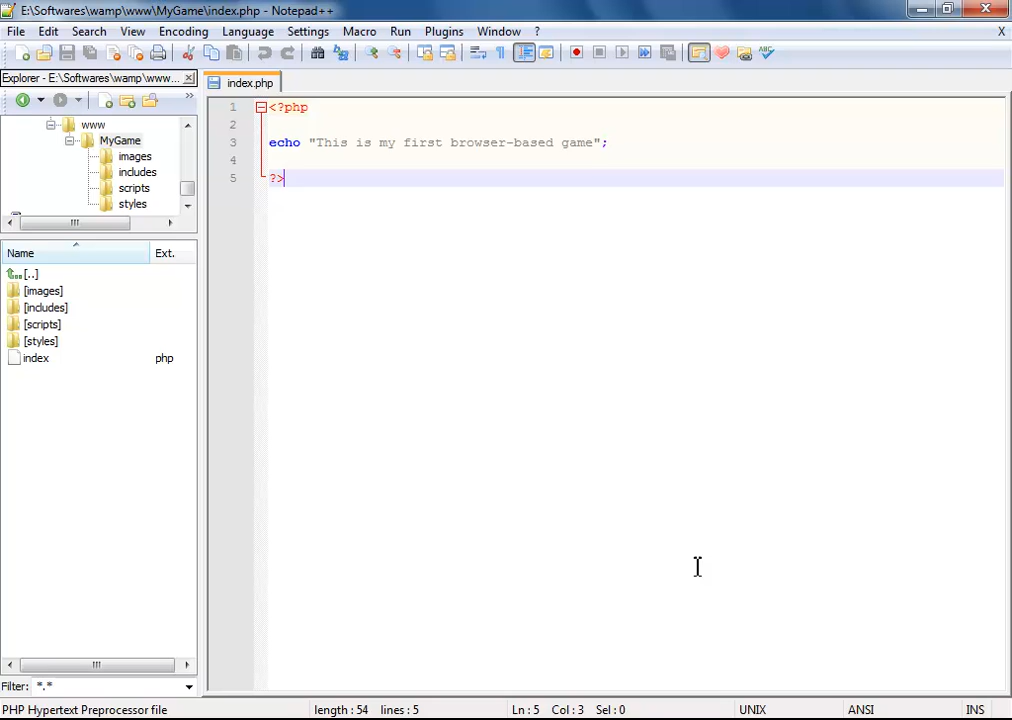 E:\Softwares\wamp\www\MyGame\index.php - Notepad++
File Edit Search View Encoding Language Settings Macro Run Plugins Window ? X
Explorer - E:\Softwares\wamp\www...
index.php
www
MyGame
images
includes
scripts
styles
Name Ext.
[..]
[images]
[includes]
[scripts]
[styles]
index php
Filter: *.*
1 <?php
2
3 echo "This is my first browser-based game";
4
5 ?>
PHP Hypertext Preprocessor file length : 54 lines : 5 Ln : 5 Col : 3 Sel : 0 UNIX ANSI INS